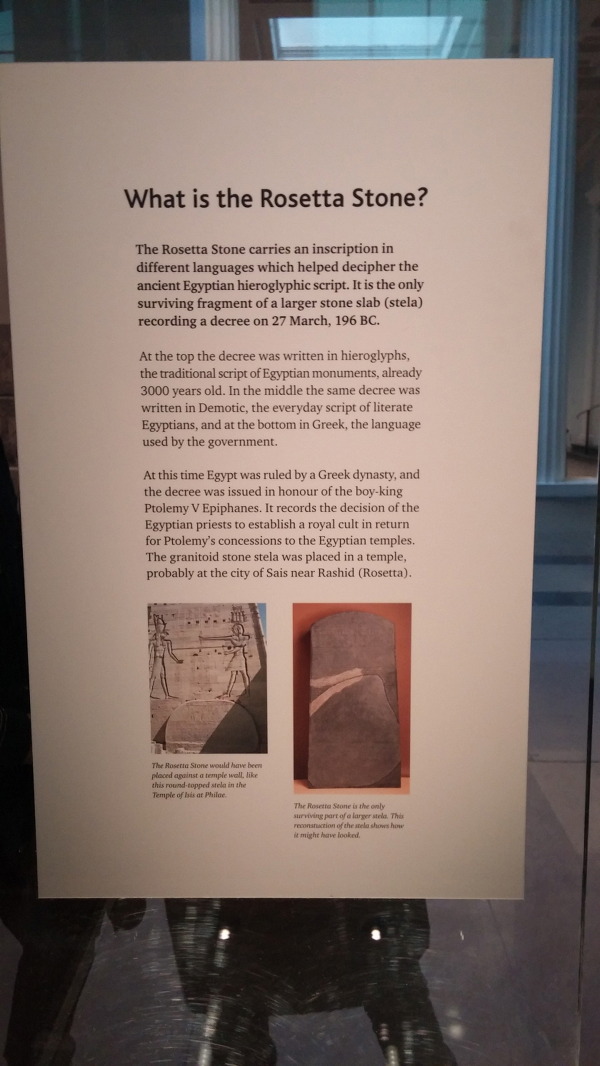 What is the Rosetta Stone?
The Rosetta Stone carries an inscription in
different languages which helped decipher the
ancient Egyptian hieroglyphic script. It is the only
surviving fragment of a larger stone slab (stela)
recording a decree on 27 March, 196 BC.
At the top the decree was written in hieroglyphs,
the traditional script of Egyptian monuments, already
3000 years old. In the middle the same decree was
written in Demotic, the everyday script of literate
Egyptians, and at the bottom in Greek, the language
used by the government.
At this time Egypt was ruled by a Greek dynasty, and
the decree was issued in honour of the boy-king
Ptolemy V Epiphanes. It records the decision of the
Egyptian priests to establish a royal cult in return
for Ptolemy's concessions to the Egyptian temples.
The granitoid stone stela was placed in a temple,
probably at the city of Sais near Rashid (Rosetta).
The Rosetta Stone would have been
placed against a temple wall, like
this round-topped stela in the
Temple of Isis at Philae.
The Rosetta Stone is the only
surviving part of a larger stela. This
reconstuction of the stela shows how
it might have looked.